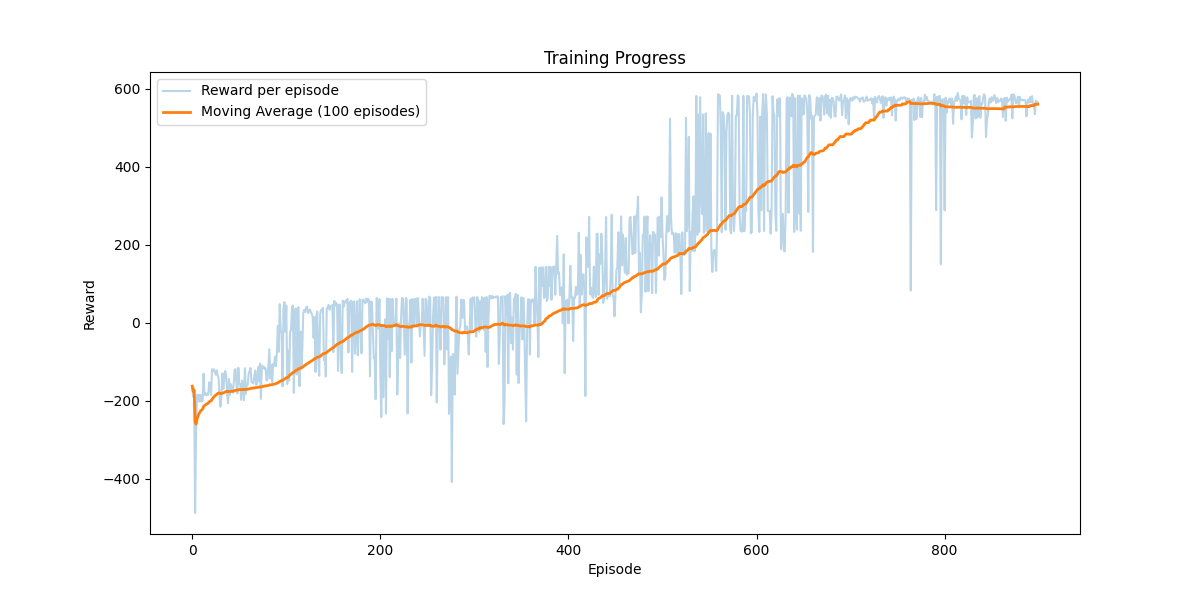 Training Progress
Reward per episode
Moving Average (100 episodes)
600
400
200
0
−200
−400
Reward
0
200
400
600
800
Episode